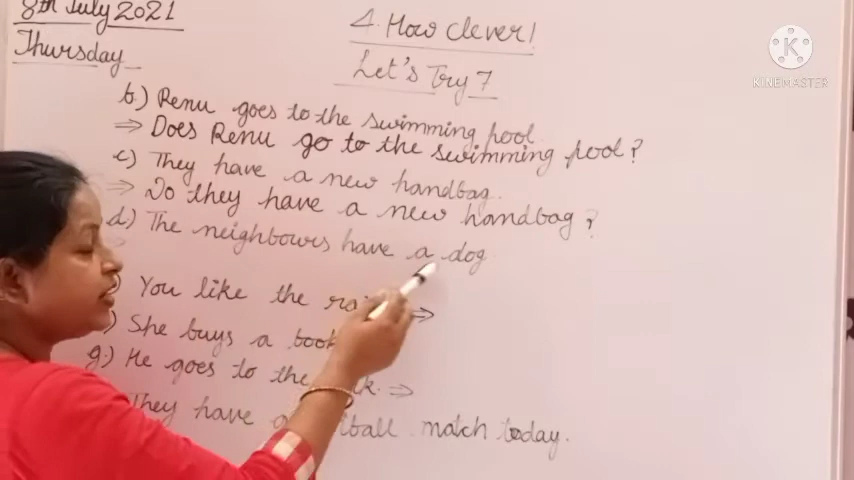 8th July 2021
Thursday
4. How clever!
Let's Try 7
b.) Renu goes to the swimming pool.
⇒ Does Renu go to the swimming pool?
c) They have a new handbag.
⇒ Do they have a new handbag?
d) The neighbours have a dog
You like the ⇒
She buys a book
g.) He goes to the ⇒
They have match today.
K
KINEMASTER